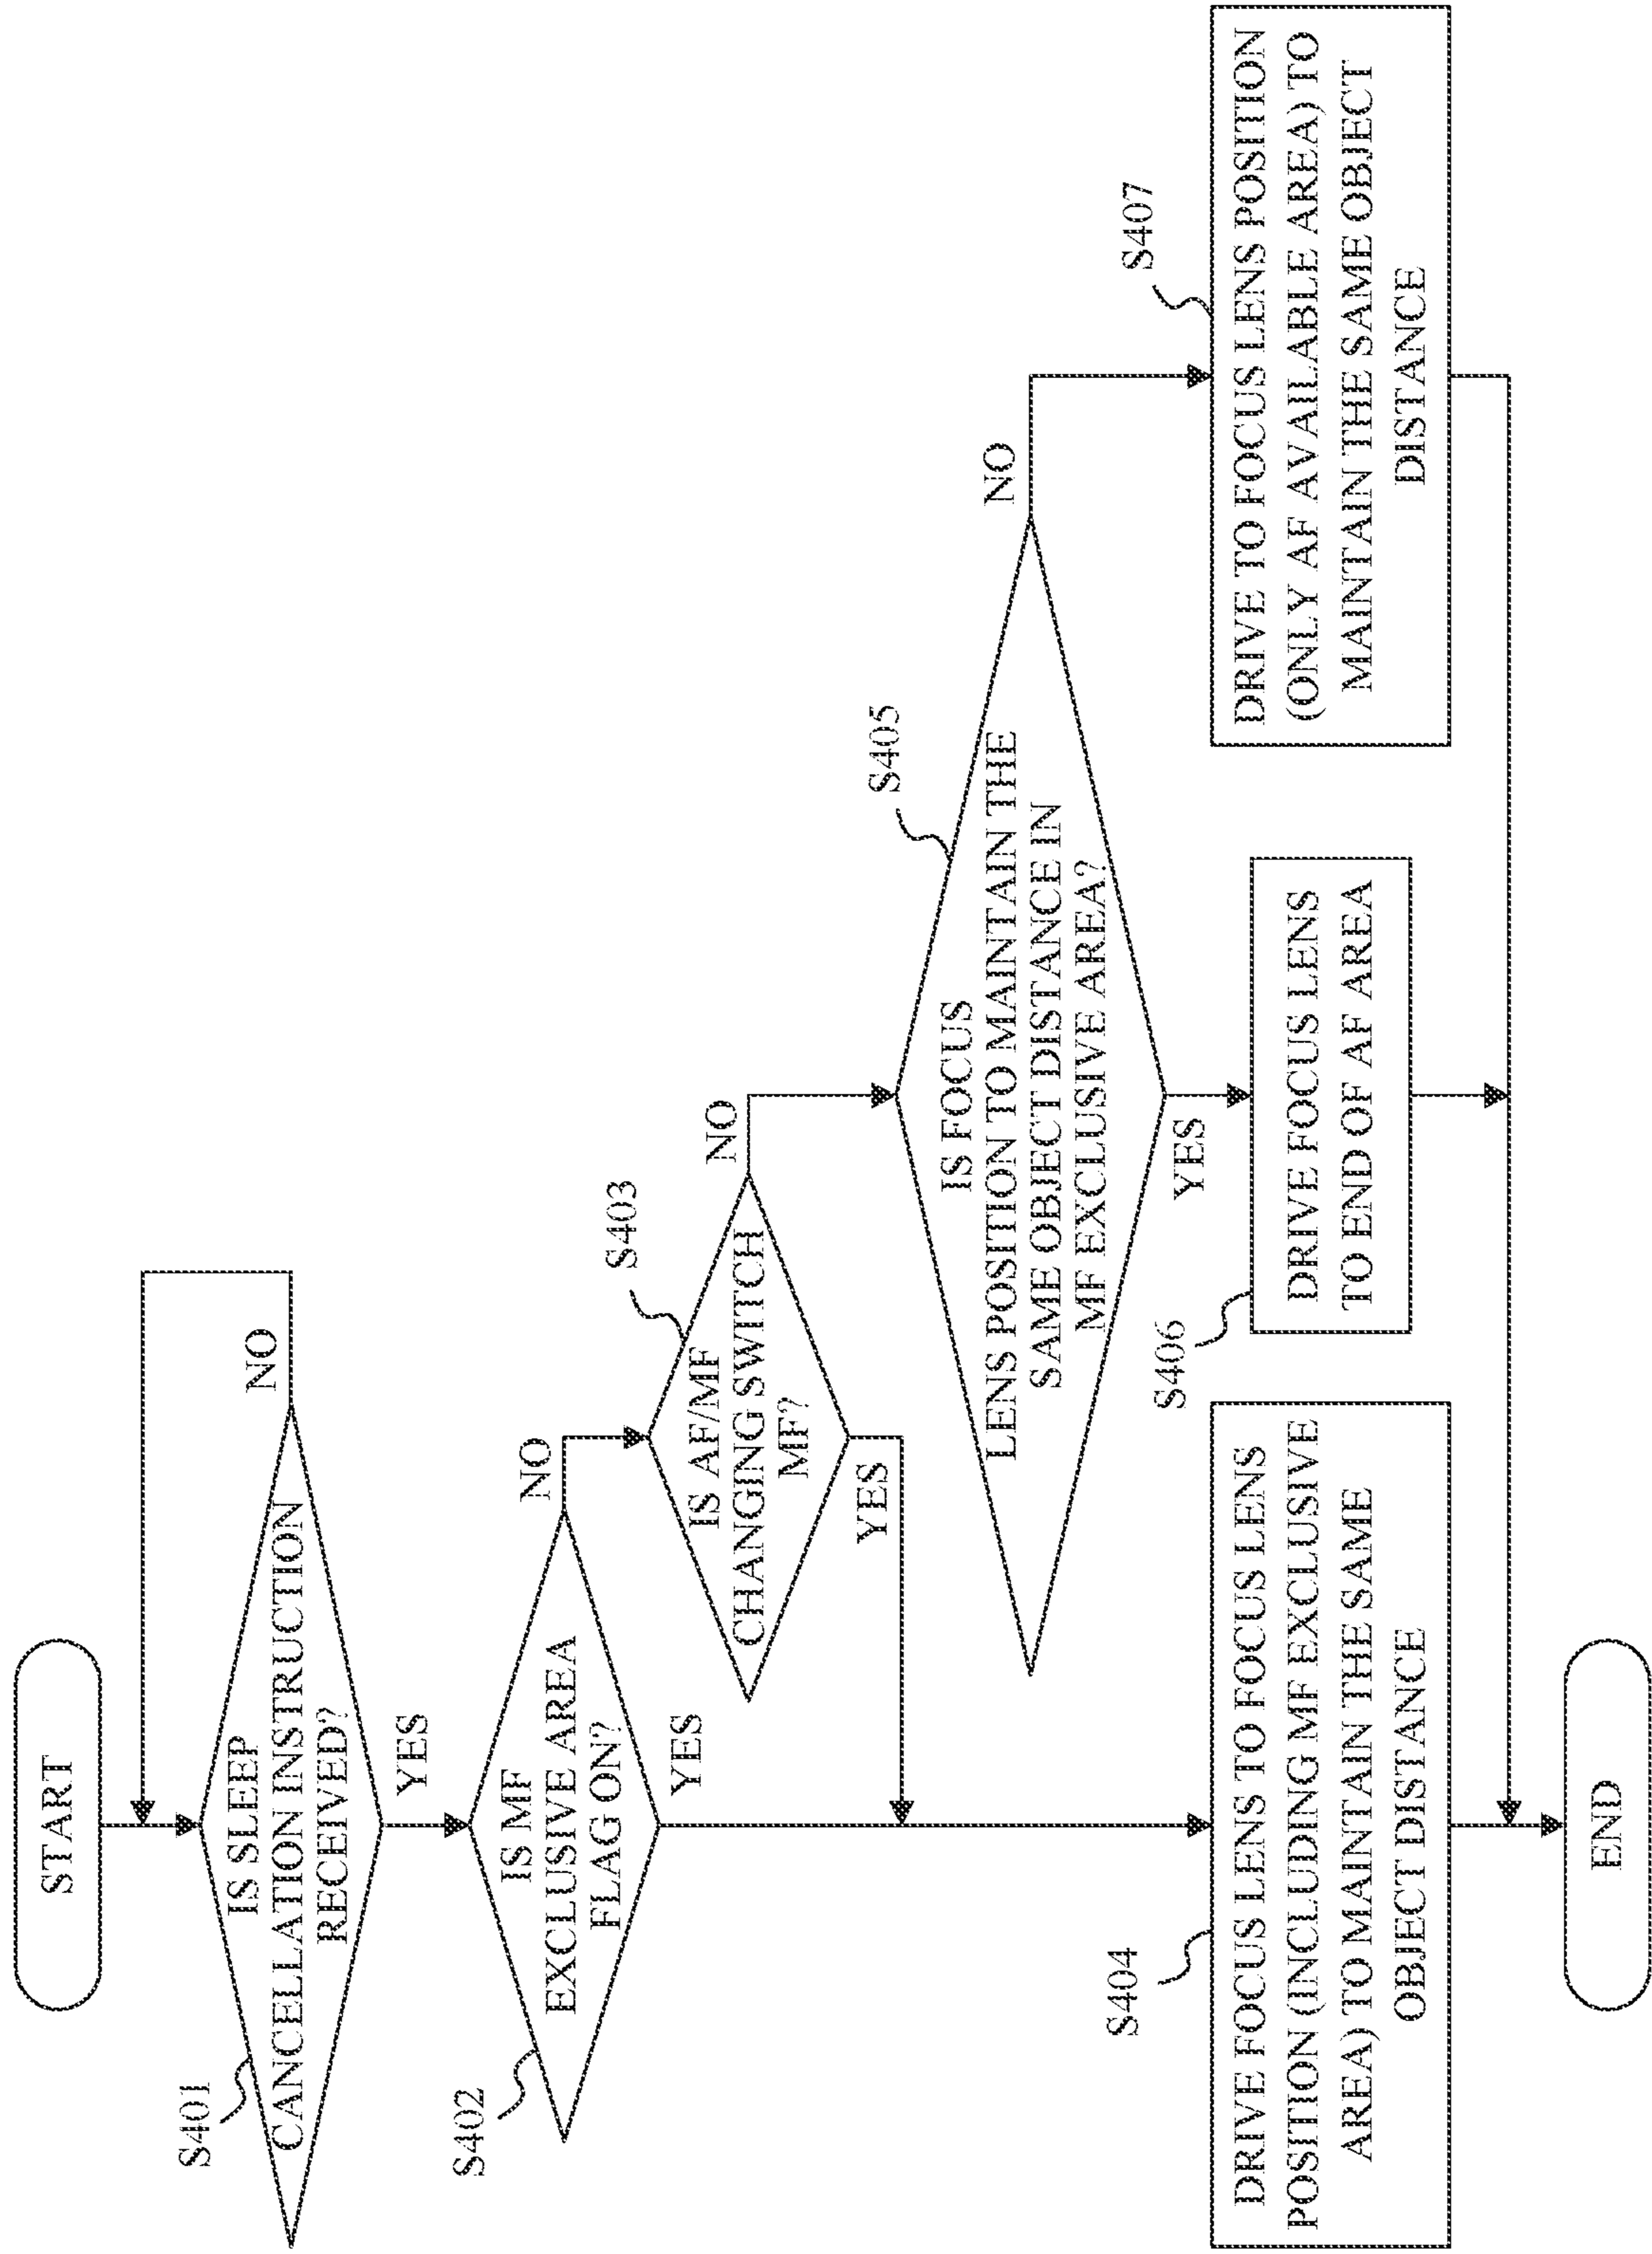 START
S401
IS SLEEP
CANCELLATION INSTRUCTION
RECEIVED?
NO
YES
S402
IS MF
EXCLUSIVE AREA
FLAG ON?
NO
YES
S403
IS AF/MF
CHANGING SWITCH
MF?
NO
YES
S405
IS FOCUS
LENS POSITION TO MAINTAIN THE
SAME OBJECT DISTANCE IN
MF EXCLUSIVE AREA?
NO
YES
S404
DRIVE FOCUS LENS TO FOCUS LENS
POSITION (INCLUDING MF EXCLUSIVE
AREA) TO MAINTAIN THE SAME
OBJECT DISTANCE
S406
DRIVE FOCUS LENS
TO END OF AF AREA
S407
DRIVE TO FOCUS LENS POSITION
(ONLY AF AVAILABLE AREA) TO
MAINTAIN THE SAME OBJECT
DISTANCE
END